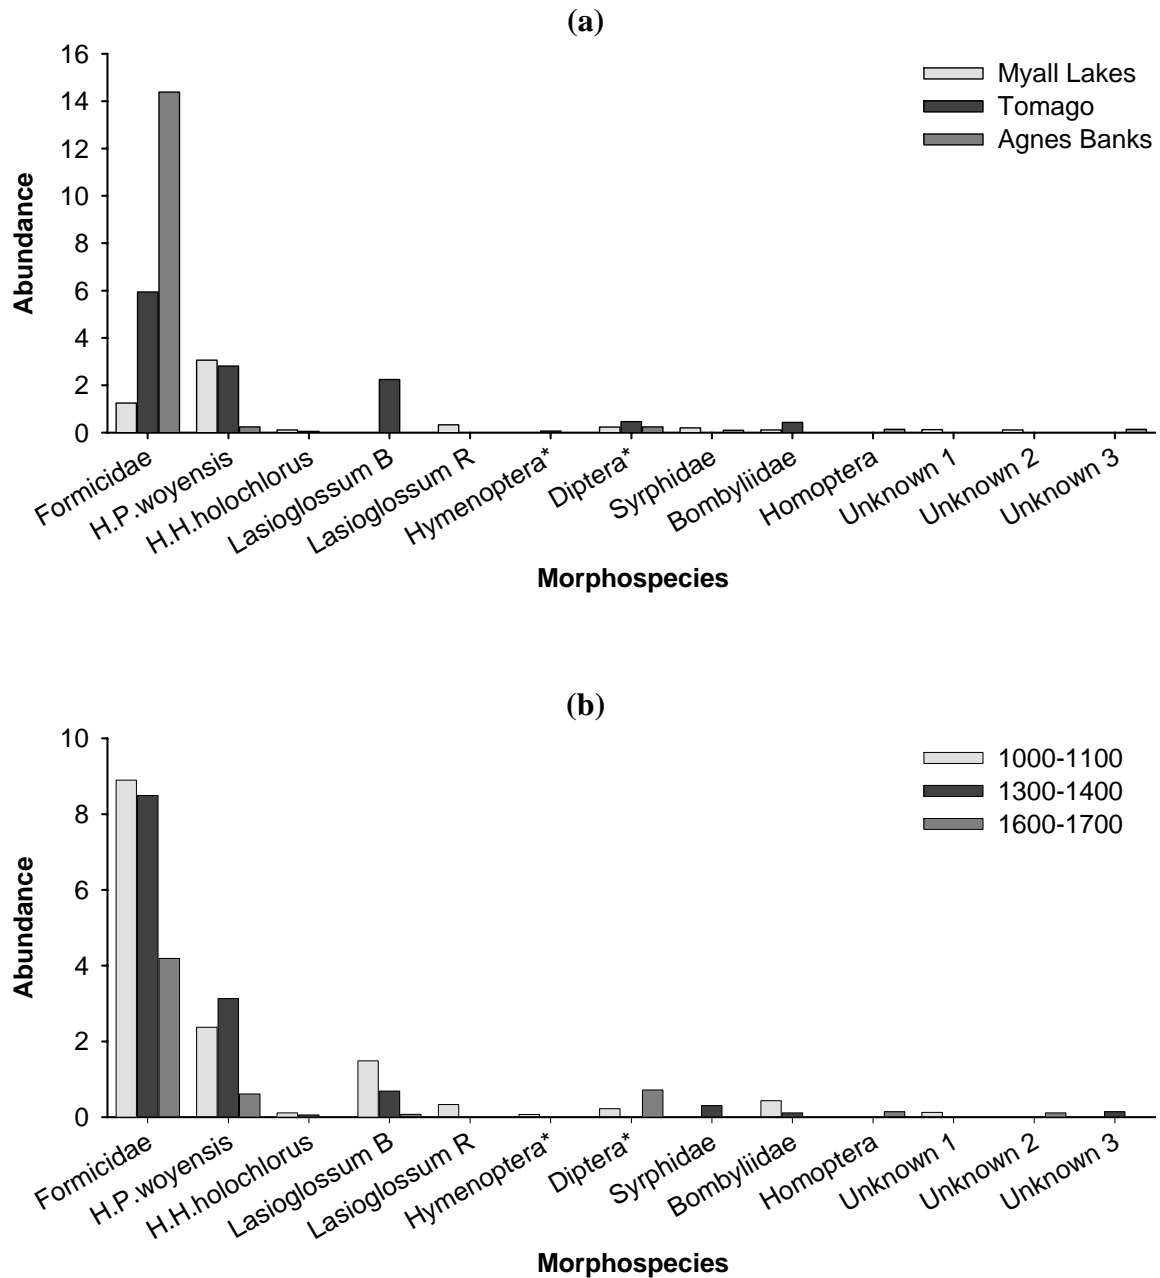 (a)
16
14
12
10
8
6
4
2
0
Abundance
Myall Lakes
Tomago
Agnes Banks
Formicidae
H.P.woyensis
H.H.holochlorus
Lasioglossum B
Lasioglossum R
Hymenoptera*
Diptera*
Syrphidae
Bombyliidae
Homoptera
Unknown 1
Unknown 2
Unknown 3
Morphospecies
(b)
10
8
6
4
2
0
Abundance
1000-1100
1300-1400
1600-1700
Formicidae
H.P.woyensis
H.H.holochlorus
Lasioglossum B
Lasioglossum R
Hymenoptera*
Diptera*
Syrphidae
Bombyliidae
Homoptera
Unknown 1
Unknown 2
Unknown 3
Morphospecies